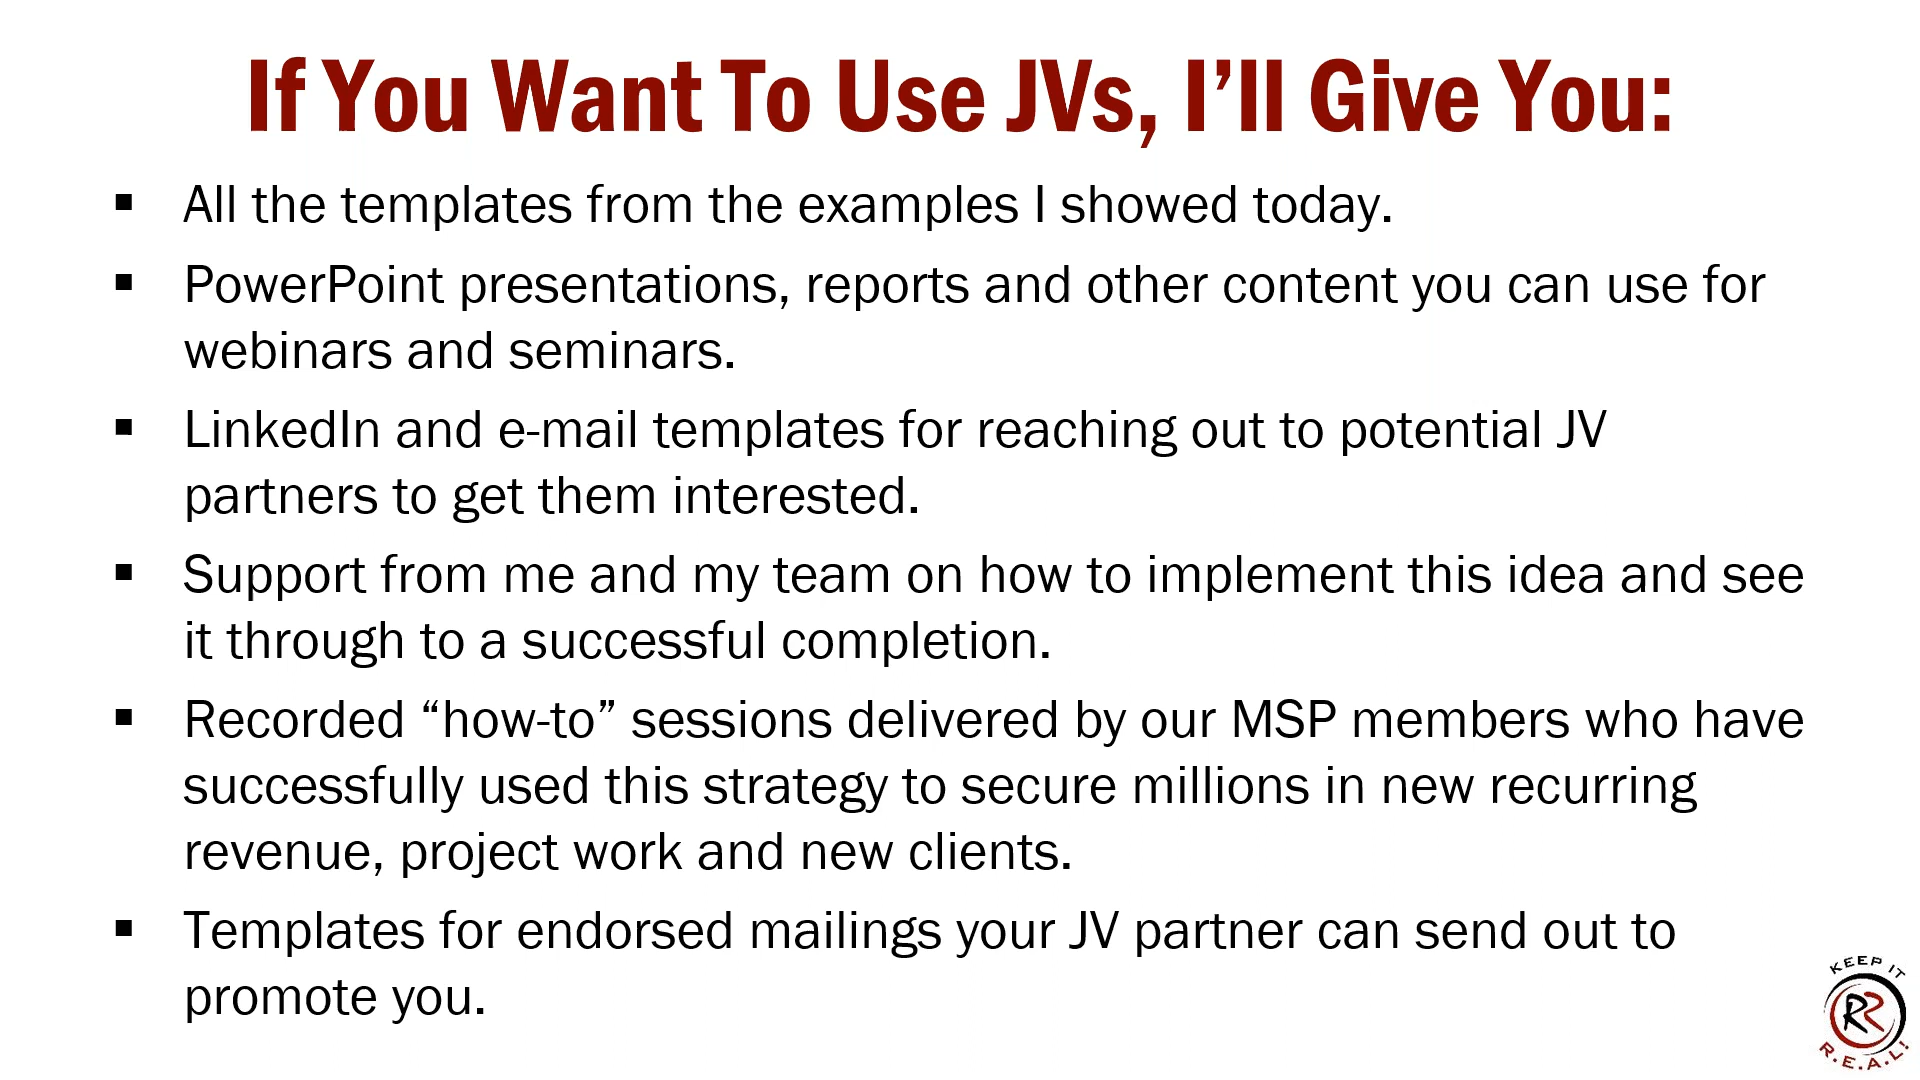 If You Want To Use JVs, I’ll Give You:
▪ All the templates from the examples I showed today.
▪ PowerPoint presentations, reports and other content you can use for
webinars and seminars.
▪ LinkedIn and e-mail templates for reaching out to potential JV
partners to get them interested.
▪ Support from me and my team on how to implement this idea and see
it through to a successful completion.
▪ Recorded “how-to” sessions delivered by our MSP members who have
successfully used this strategy to secure millions in new recurring
revenue, project work and new clients.
▪ Templates for endorsed mailings your JV partner can send out to
promote you.
KEEP IT
RR
R.E.A.L!